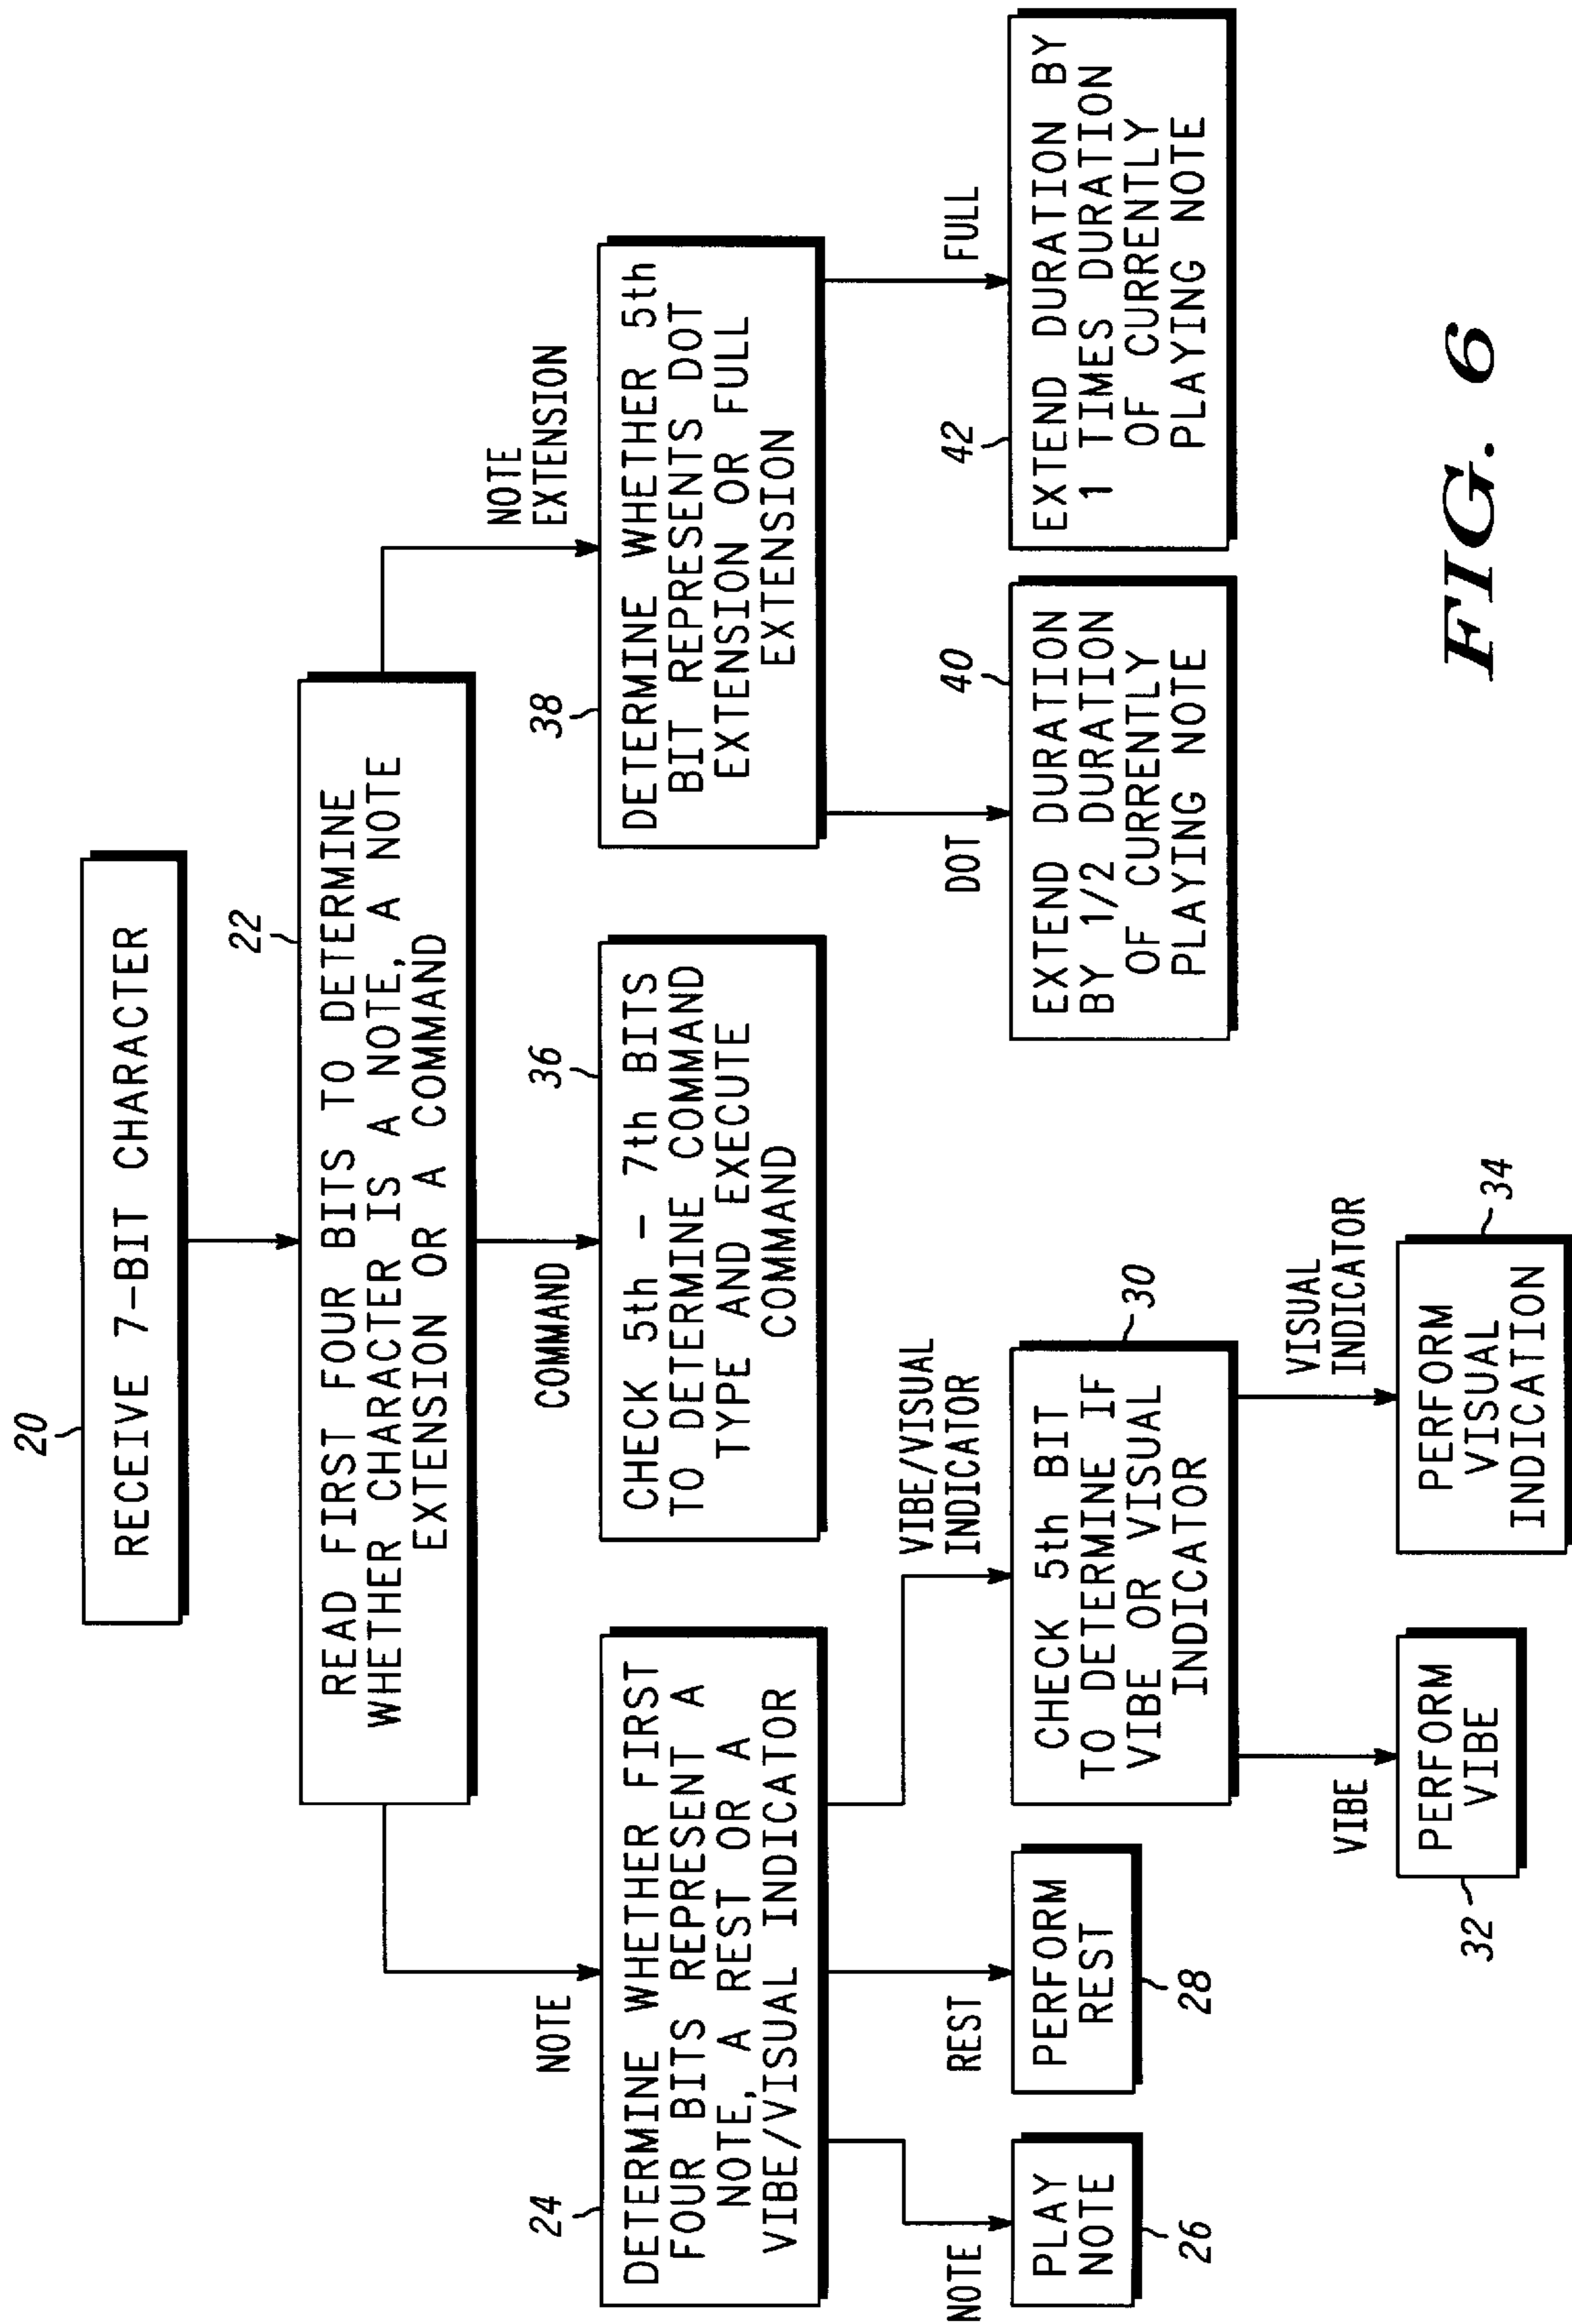 20
RECEIVE 7-BIT CHARACTER
22
READ FIRST FOUR BITS TO DETERMINE
WHETHER CHARACTER IS A NOTE, A NOTE
EXTENSION OR A COMMAND
NOTE
COMMAND
NOTE
EXTENSION
24
DETERMINE WHETHER FIRST
FOUR BITS REPRESENT A
NOTE, A REST OR A
VIBE/VISUAL INDICATOR
36
CHECK 5th - 7th BITS
TO DETERMINE COMMAND
TYPE AND EXECUTE
COMMAND
38
DETERMINE WHETHER 5th
BIT REPRESENTS DOT
EXTENSION OR FULL
EXTENSION
NOTE
REST
VIBE/VISUAL
INDICATOR
DOT
FULL
PLAY
NOTE
26
PERFORM
REST
28
CHECK 5th BIT
TO DETERMINE IF
VIBE OR VISUAL
INDICATOR
30
40
EXTEND DURATION
BY 1/2 DURATION
OF CURRENTLY
PLAYING NOTE
42
EXTEND DURATION BY
1 TIMES DURATION
OF CURRENTLY
PLAYING NOTE
VIBE
VISUAL
INDICATOR
32
PERFORM
VIBE
PERFORM
VISUAL
INDICATION
34
FIG. 6